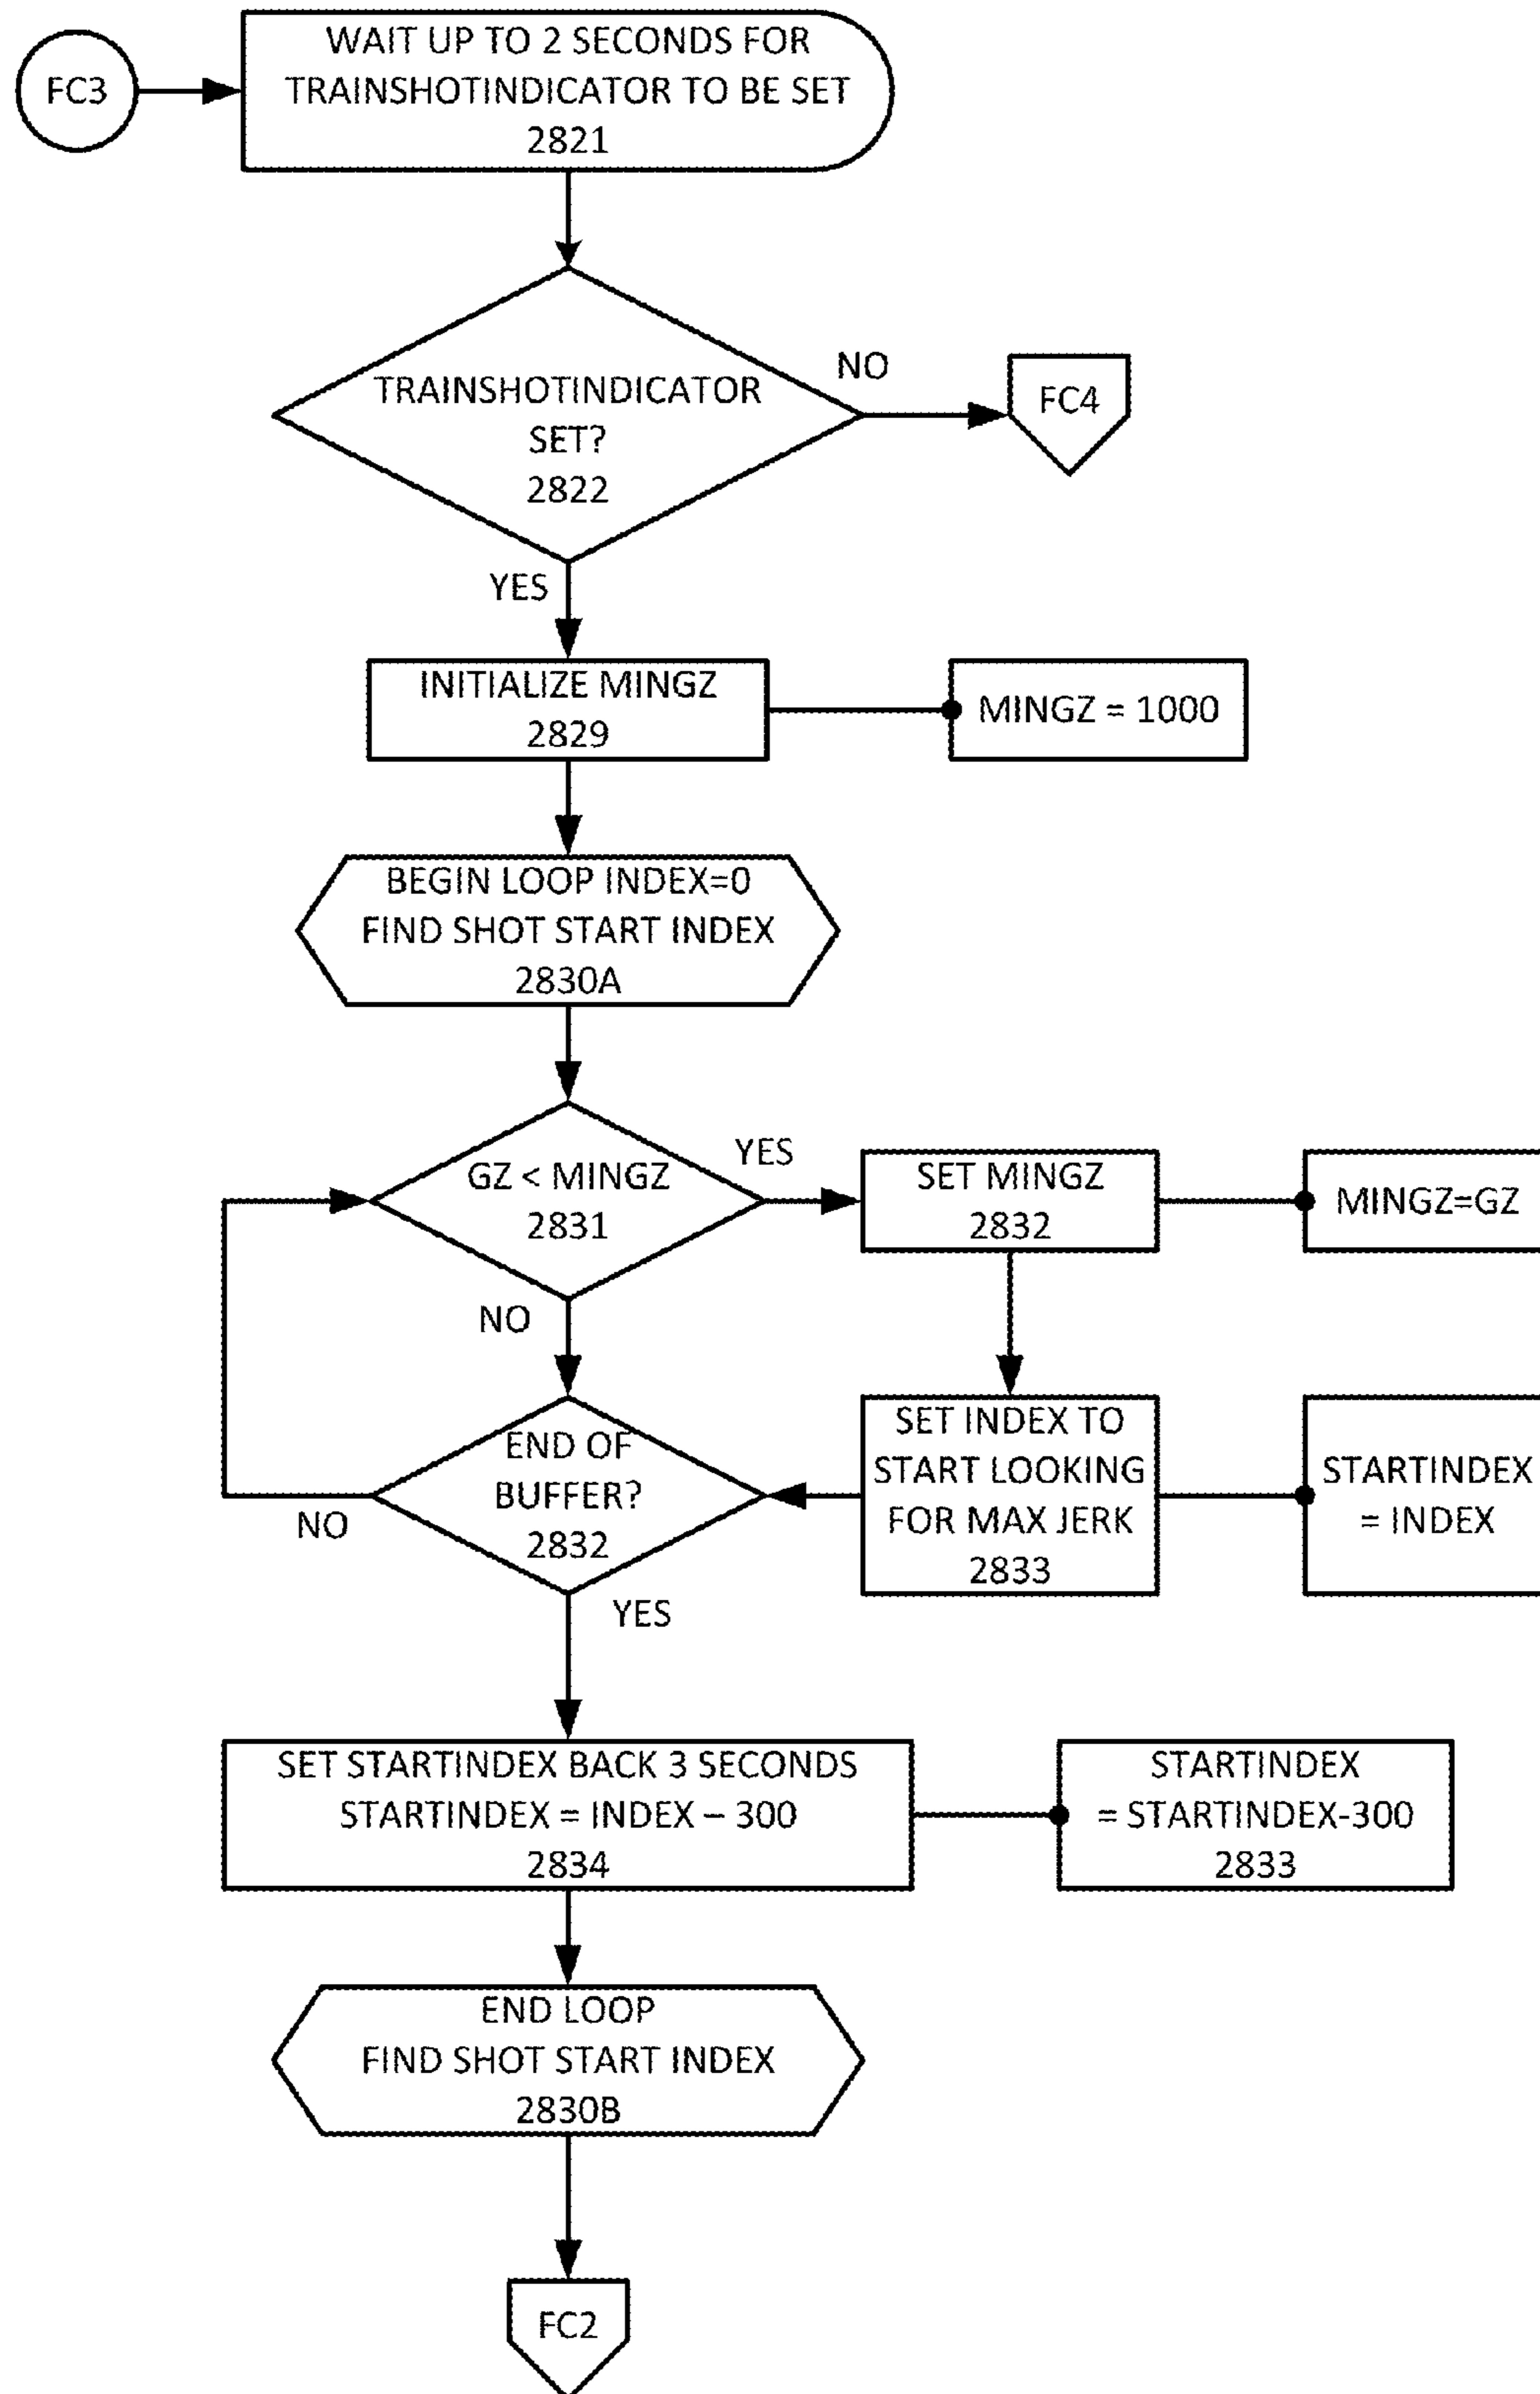 FC3
WAIT UP TO 2 SECONDS FOR
TRAINSHOTINDICATOR TO BE SET
2821
TRAINSHOTINDICATOR
SET?
2822
NO
FC4
YES
INITIALIZE MINGZ
2829
MINGZ = 1000
BEGIN LOOP INDEX=0
FIND SHOT START INDEX
2830A
GZ < MINGZ
2831
YES
SET MINGZ
2832
MINGZ=GZ
NO
END OF
BUFFER?
2832
NO
SET INDEX TO
START LOOKING
FOR MAX JERK
2833
STARTINDEX
= INDEX
YES
SET STARTINDEX BACK 3 SECONDS
STARTINDEX = INDEX – 300
2834
STARTINDEX
= STARTINDEX-300
2833
END LOOP
FIND SHOT START INDEX
2830B
FC2